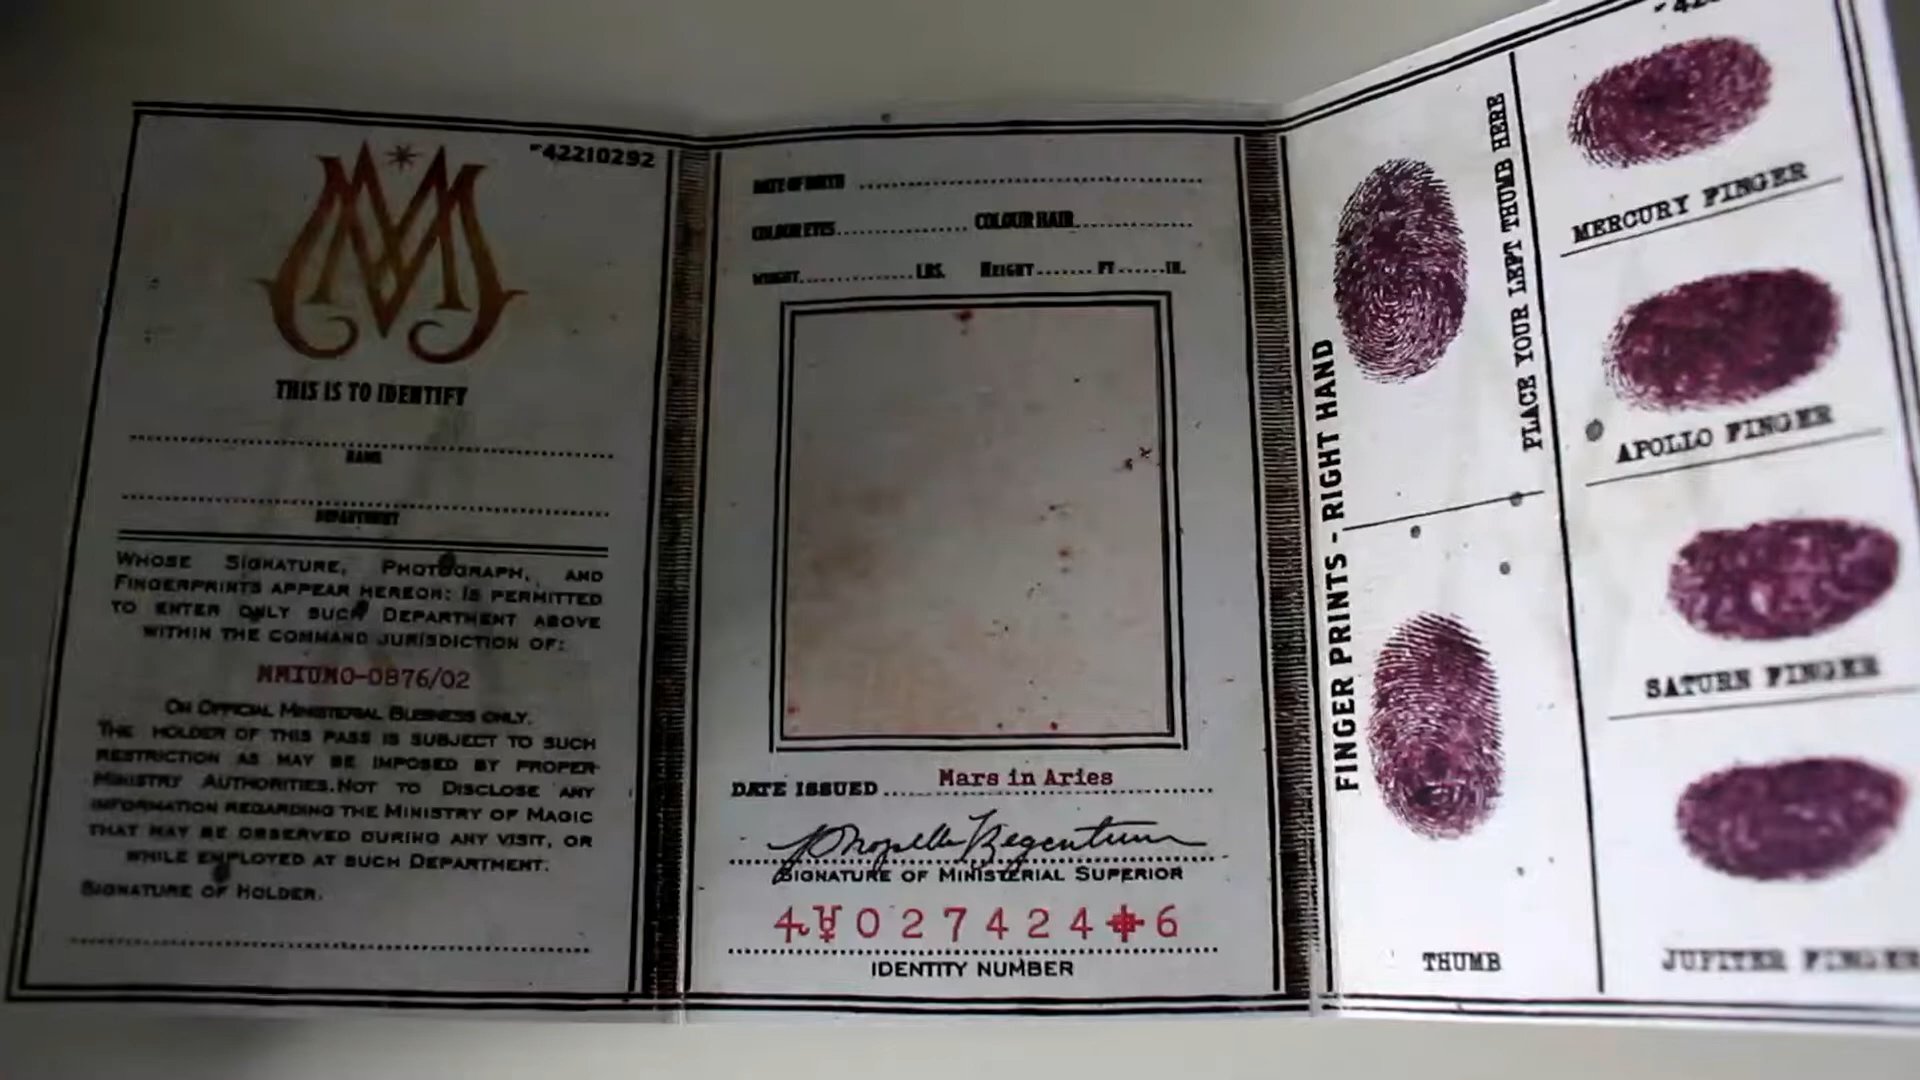 42210292
THIS IS TO IDENTIFY
NAME
DEPARTMENT
WHOSE SIGNATURE, PHOTOGRAPH, AND
FINGERPRINTS APPEAR HEREON: IS PERMITTED
TO ENTER ONLY SUCH DEPARTMENT ABOVE
WITHIN THE COMMAND JURISDICTION OF:
MMIUMO-0B76/02
ON OFFICIAL MINISTERIAL BUSINESS ONLY.
THE HOLDER OF THIS PASS IS SUBJECT TO SUCH
RESTRICTION AS MAY BE IMPOSED BY PROPER
MINISTRY AUTHORITIES.NOT TO DISCLOSE ANY
INFORMATION REGARDING THE MINISTRY OF MAGIC
THAT MAY BE OBSERVED DURING ANY VISIT, OR
WHILE EMPLOYED AT SUCH DEPARTMENT.
SIGNATURE OF HOLDER.
DATE OF BIRTH
COLOUR EYES COLOUR HAIR
WEIGHT LBS. HEIGHT FT IN.
DATE ISSUED Mars in Aries
SIGNATURE OF MINISTERIAL SUPERIOR
027424 6
IDENTITY NUMBER
FINGER PRINTS - RIGHT HAND
PLACE YOUR LEFT THUMB HERE
THUMB
MERCURY FINGER
APOLLO FINGER
SATURN FINGER
JUPITER FINGER